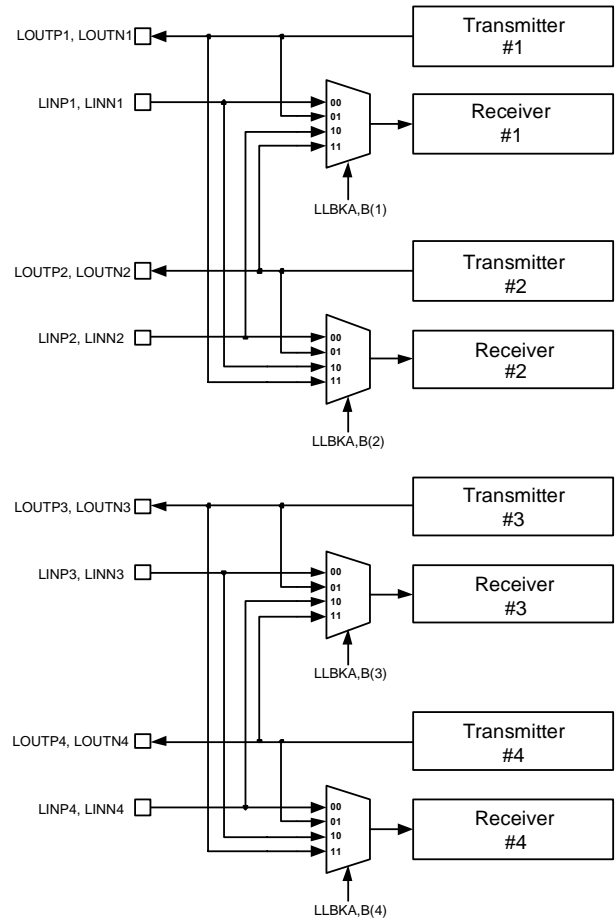 LOUTP1, LOUTN1
Transmitter
#1
LINP1, LINN1
00
01
10
11
Receiver
#1
LLBKA,B(1)
LOUTP2, LOUTN2
Transmitter
#2
LINP2, LINN2
00
01
10
11
Receiver
#2
LLBKA,B(2)
LOUTP3, LOUTN3
Transmitter
#3
LINP3, LINN3
00
01
10
11
Receiver
#3
LLBKA,B(3)
LOUTP4, LOUTN4
Transmitter
#4
LINP4, LINN4
00
01
10
11
Receiver
#4
LLBKA,B(4)